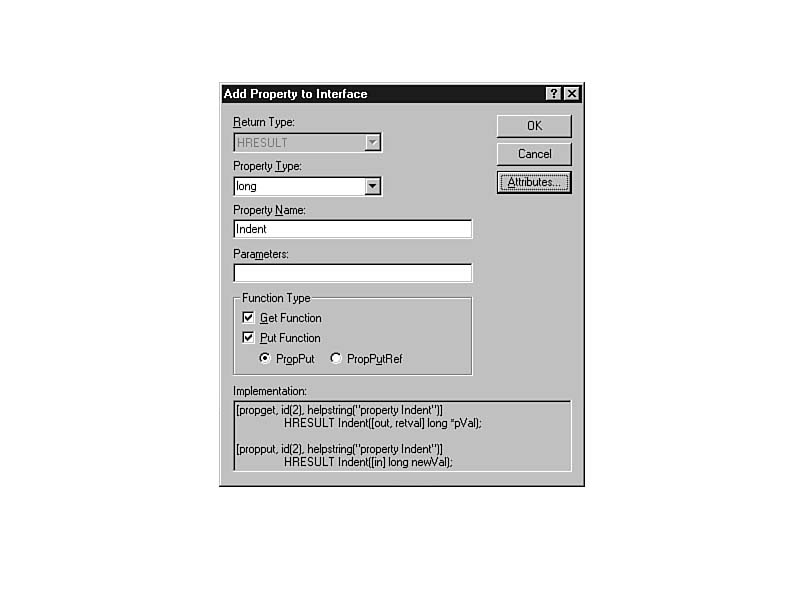 Add Property to Interface
Return Type:
HRESULT
OK
Cancel
Property Type:
long
Attributes...
Property Name:
Indent
Parameters:
Function Type
Get Function
Put Function
PropPut PropPutRef
Implementation:
[propget, id(2), helpstring("property Indent")]
HRESULT Indent([out, retval] long *pVal);
[propput, id(2), helpstring("property Indent")]
HRESULT Indent([in] long newVal);